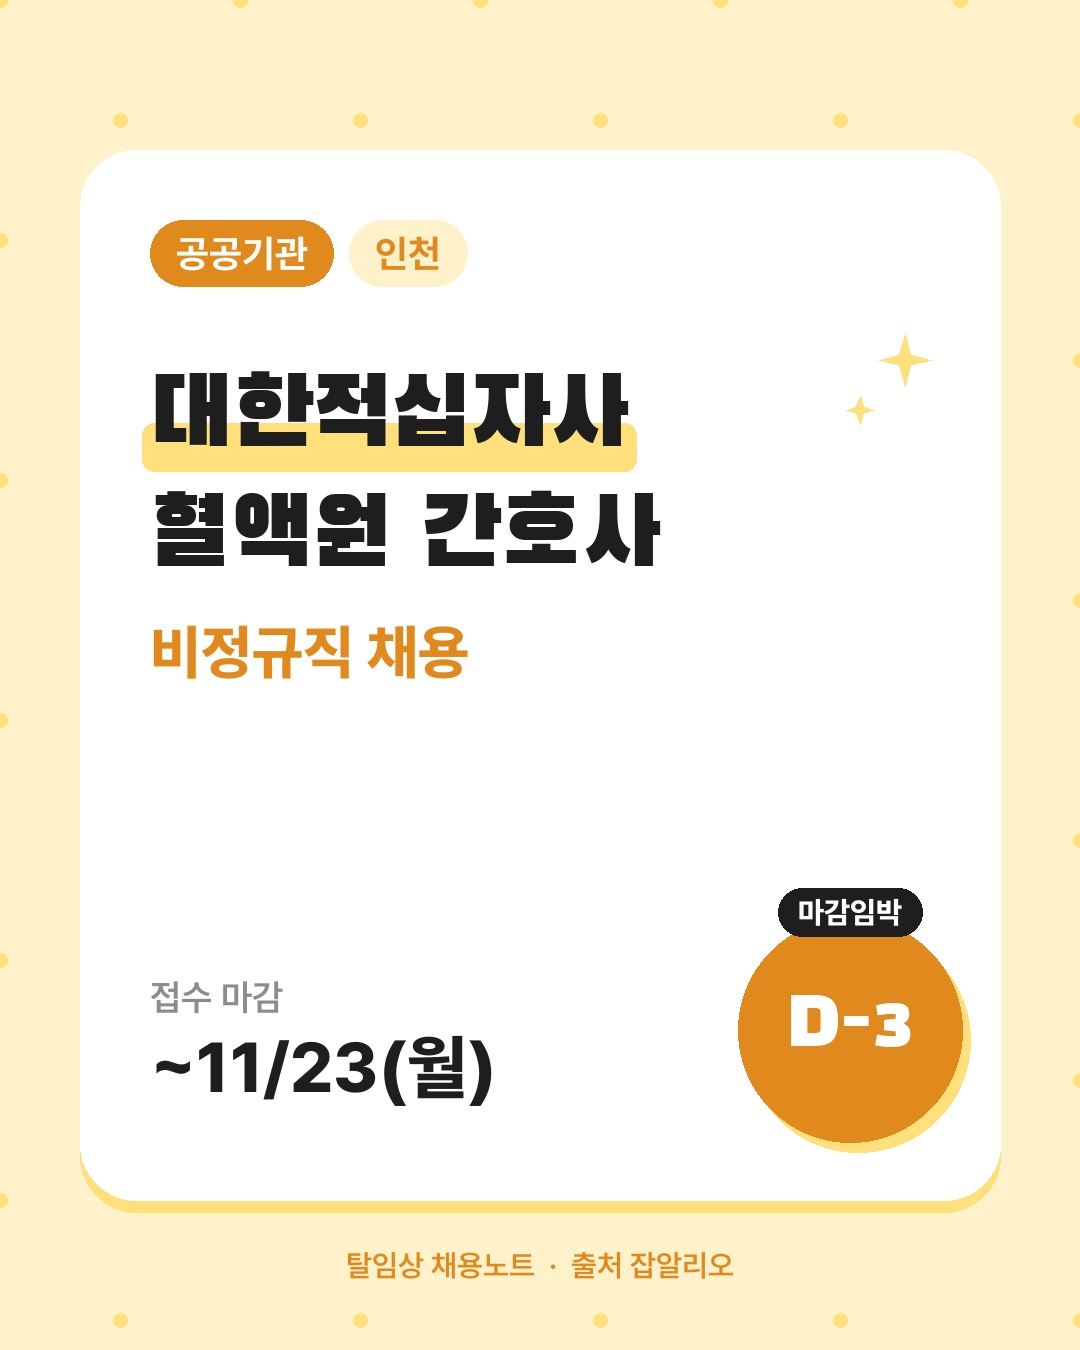 공공기관 인천
대한적십자사
혈액원 간호사
비정규직 채용
마감임박
D-3
접수 마감
~11/23(월)
탈임상 채용노트 · 출처 잡알리오